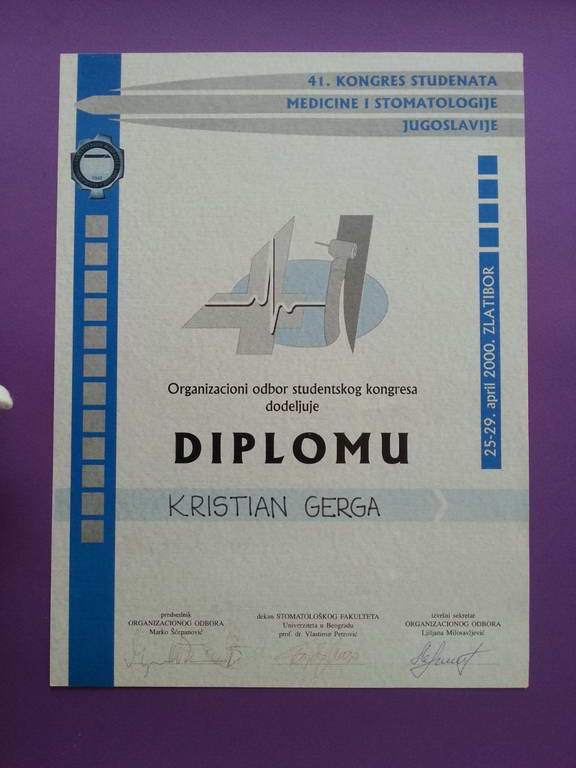 41. KONGRES STUDENATA
MEDICINE I STOMATOLOGIJE
JUGOSLAVIJE
25-29. april 2000. ZLATIBOR
41
Organizacioni odbor studentskog kongresa
dodeljuje
DIPLOMU
KRISTIAN GERGA
predsednik
ORGANIZACIONOG ODBORA
Marko Šćepanović
dekan STOMATOLOŠKOG FAKULTETA
Univerziteta u Beogradu
prof. dr. Vlastimir Petrović
izvršni sekretar
ORGANIZACIONOG ODBORA
Ljiljana Milosavljević